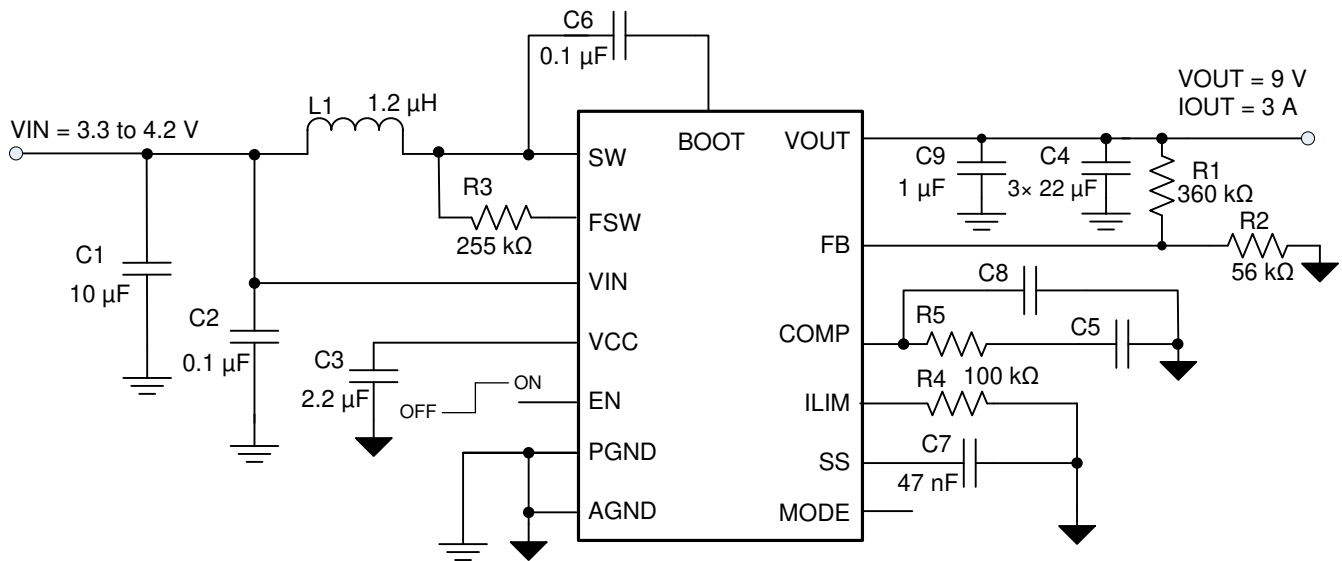 C6
0.1 µF
VOUT = 9 V
IOUT = 3 A
L1
1.2 µH
VIN = 3.3 to 4.2 V
BOOT
VOUT
SW
C9
1 µF
C4
3× 22 µF
R1
360 kΩ
R3
255 kΩ
FSW
FB
R2
56 kΩ
C1
10 µF
VIN
C8
C2
0.1 µF
COMP
R5
C5
C3
2.2 µF
VCC
R4
100 kΩ
OFF
ON
EN
ILIM
PGND
SS
C7
47 nF
AGND
MODE